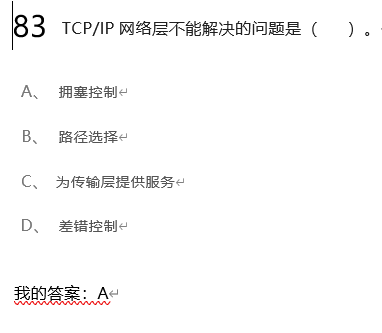 83 TCP/IP 网络层不能解决的问题是（ ）。
A、 拥塞控制↵
B、 路径选择↵
C、 为传输层提供服务↵
D、 差错控制↵
我的答案：A↵